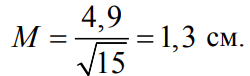 M = 4,9 / √15 = 1,3 см.